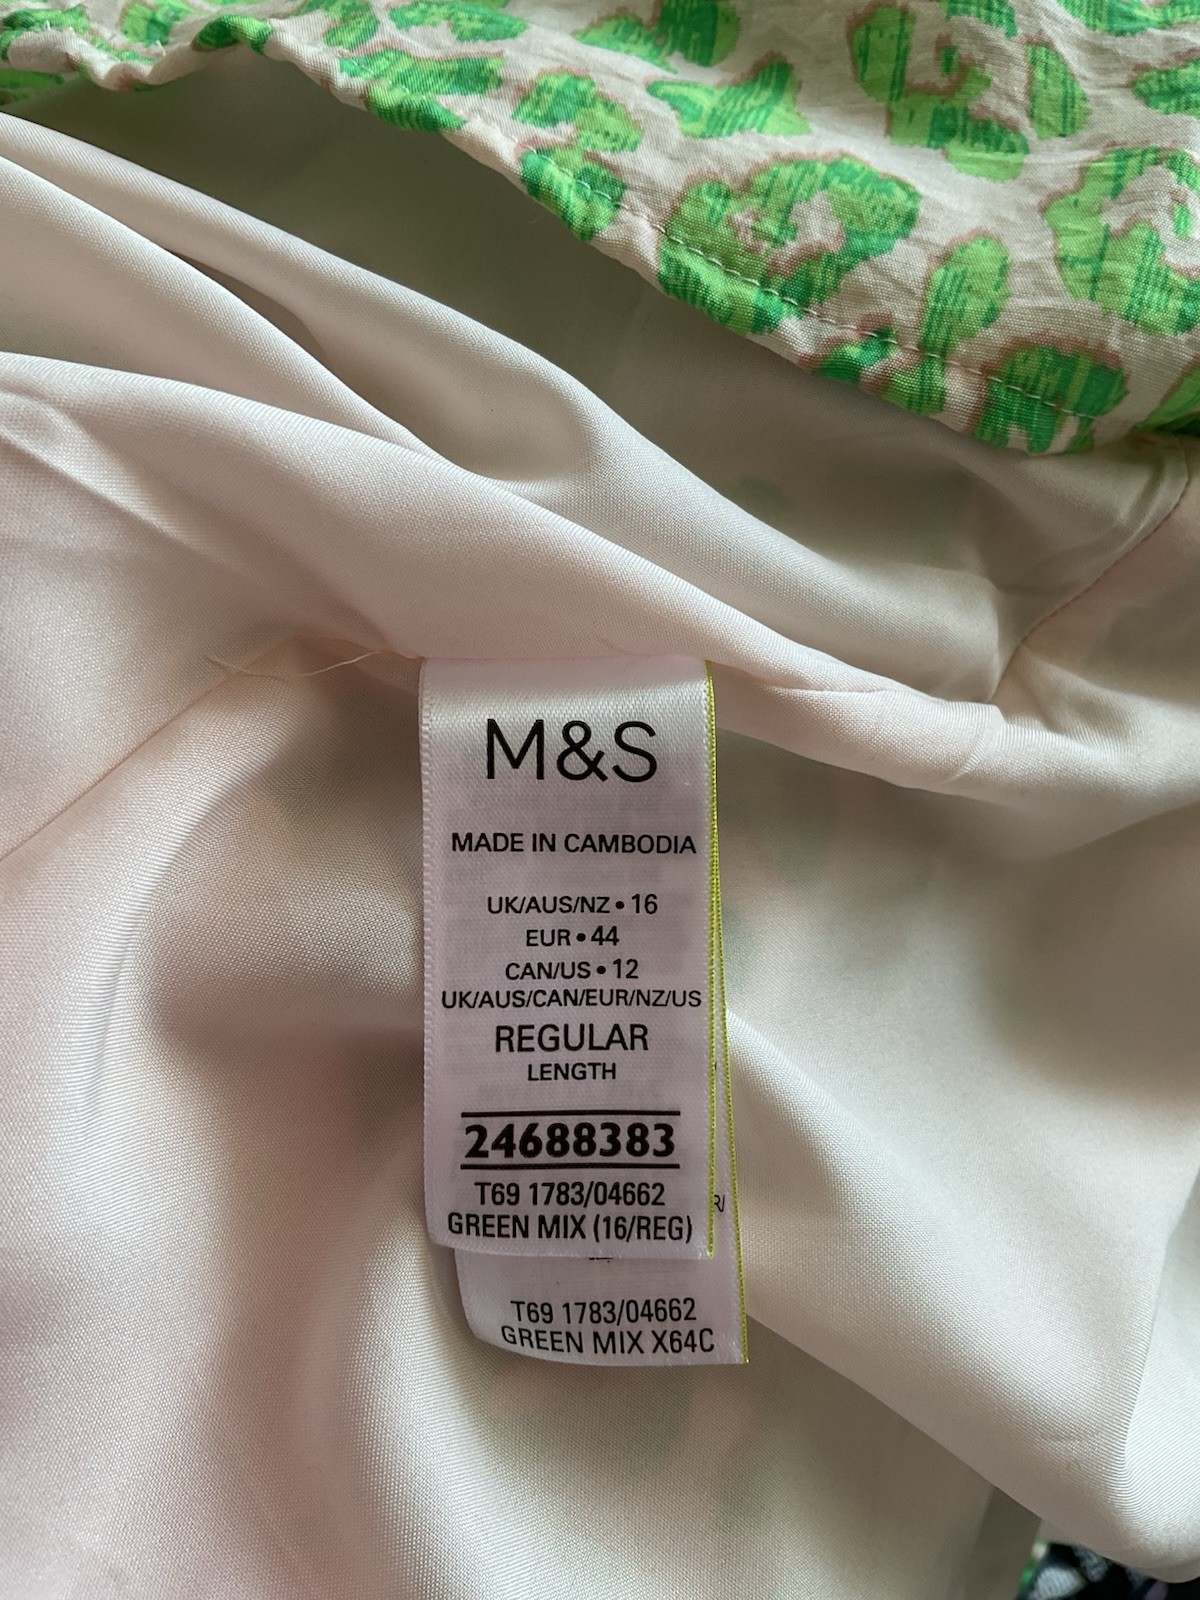 M&S
MADE IN CAMBODIA
UK/AUS/NZ • 16
EUR • 44
CAN/US • 12
UK/AUS/CAN/EUR/NZ/US
REGULAR
LENGTH
24688383
T69 1783/04662
GREEN MIX (16/REG)
R/
T69 1783/04662
GREEN MIX X64C